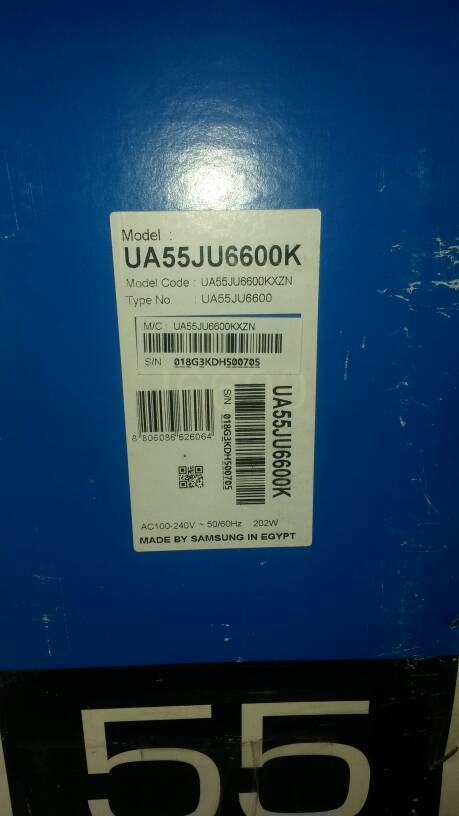 Model :
UA55JU6600K
Model Code : UA55JU6600KXZN
Type No. : UA55JU6600
M/C : UA55JU6600KXZN
S/N : 018G3KDH500705
8 806086 626064
S/N : 018G3KDH500705
UA55JU6600K
AC100-240V ~ 50/60Hz 202W
MADE BY SAMSUNG IN EGYPT
55